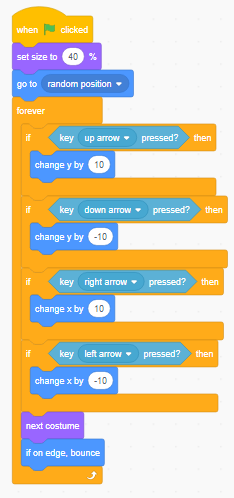 when clicked
set size to 40 %
go to random position
forever
if key up arrow pressed? then
change y by 10
if key down arrow pressed? then
change y by -10
if key right arrow pressed? then
change x by 10
if key left arrow pressed? then
change x by -10
next costume
if on edge, bounce